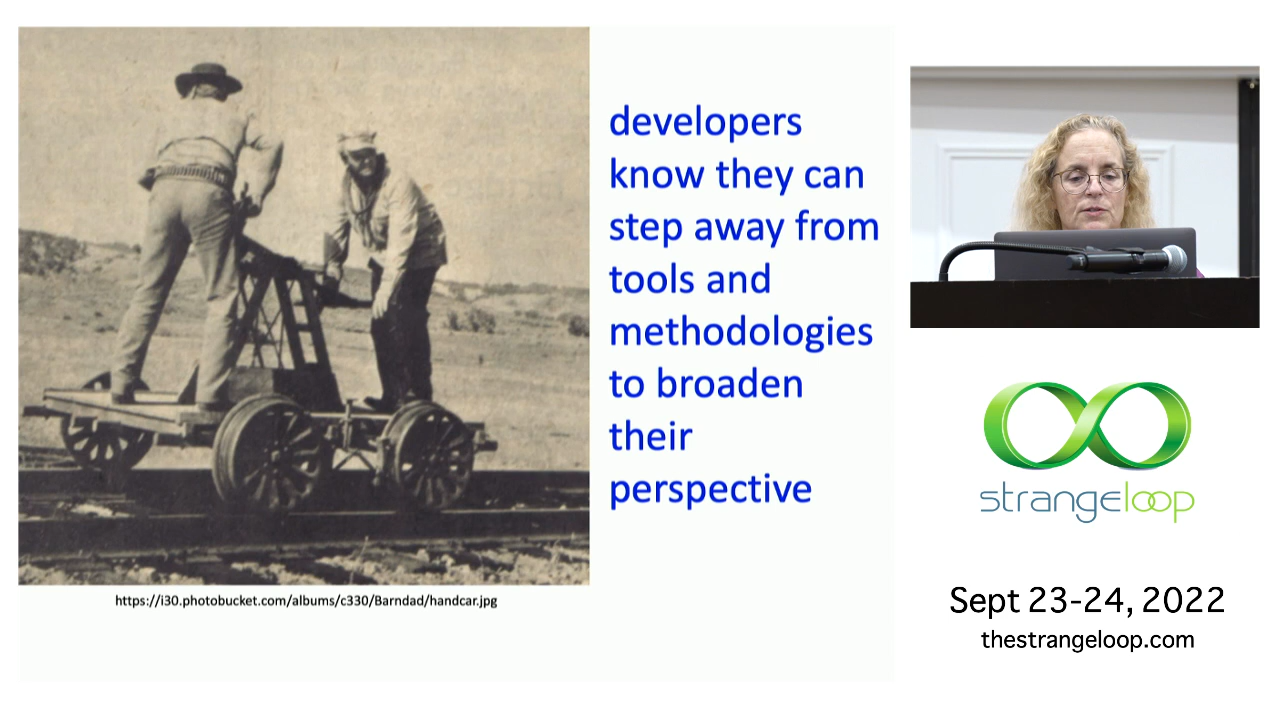 developers
know they can
step away from
tools and
methodologies
to broaden
their
perspective
https://i30.photobucket.com/albums/c330/Barndad/handcar.jpg
strangeloop
Sept 23-24, 2022
thestrangeloop.com